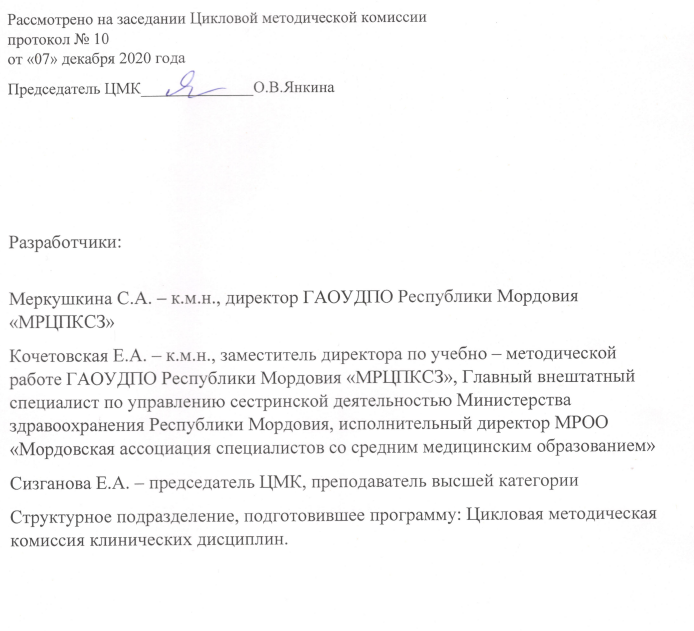 Рассмотрено на заседании Цикловой методической комиссии
протокол № 10
от «07» декабря 2020 года
Председатель ЦМК______________О.В.Янкина
Разработчики:
Меркушкина С.А. – к.м.н., директор ГАОУДПО Республики Мордовия
«МРЦПКСЗ»
Кочетовская Е.А. – к.м.н., заместитель директора по учебно – методической
работе ГАОУДПО Республики Мордовия «МРЦПКСЗ», Главный внештатный
специалист по управлению сестринской деятельностью Министерства
здравоохранения Республики Мордовия, исполнительный директор МРОО
«Мордовская ассоциация специалистов со средним медицинским образованием»
Сизганова Е.А. – председатель ЦМК, преподаватель высшей категории
Структурное подразделение, подготовившее программу: Цикловая методическая
комиссия клинических дисциплин.